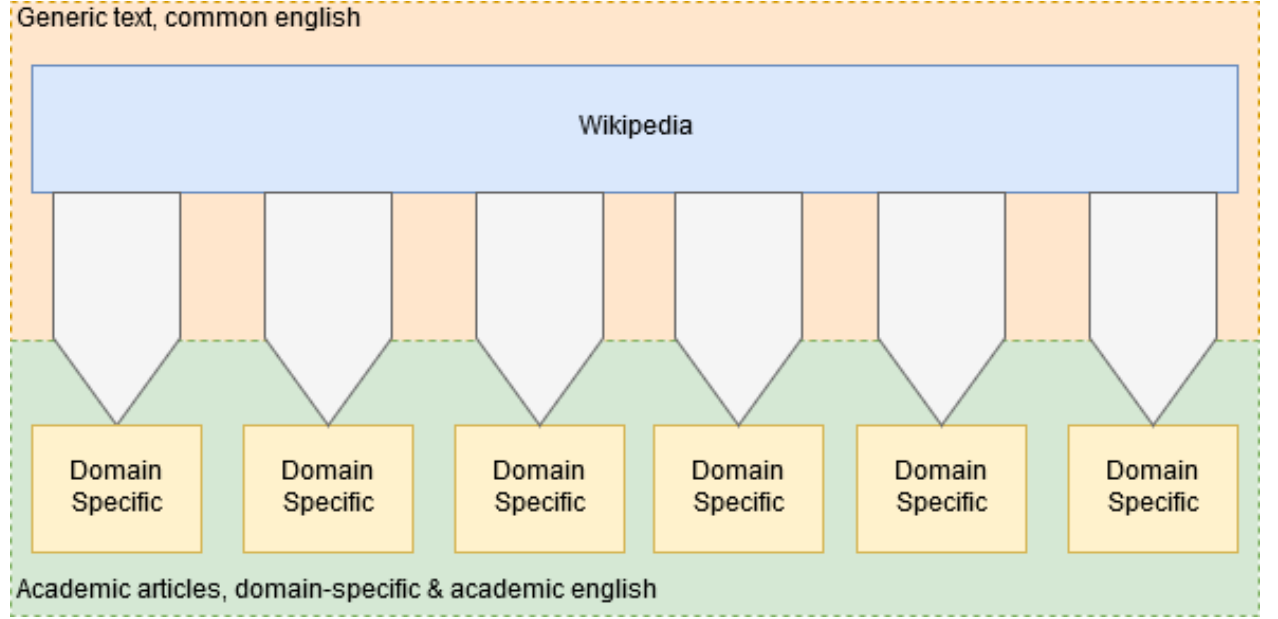 Generic text, common english
Wikipedia
Domain
Specific
Domain
Specific
Domain
Specific
Domain
Specific
Domain
Specific
Domain
Specific
Academic articles, domain-specific & academic english